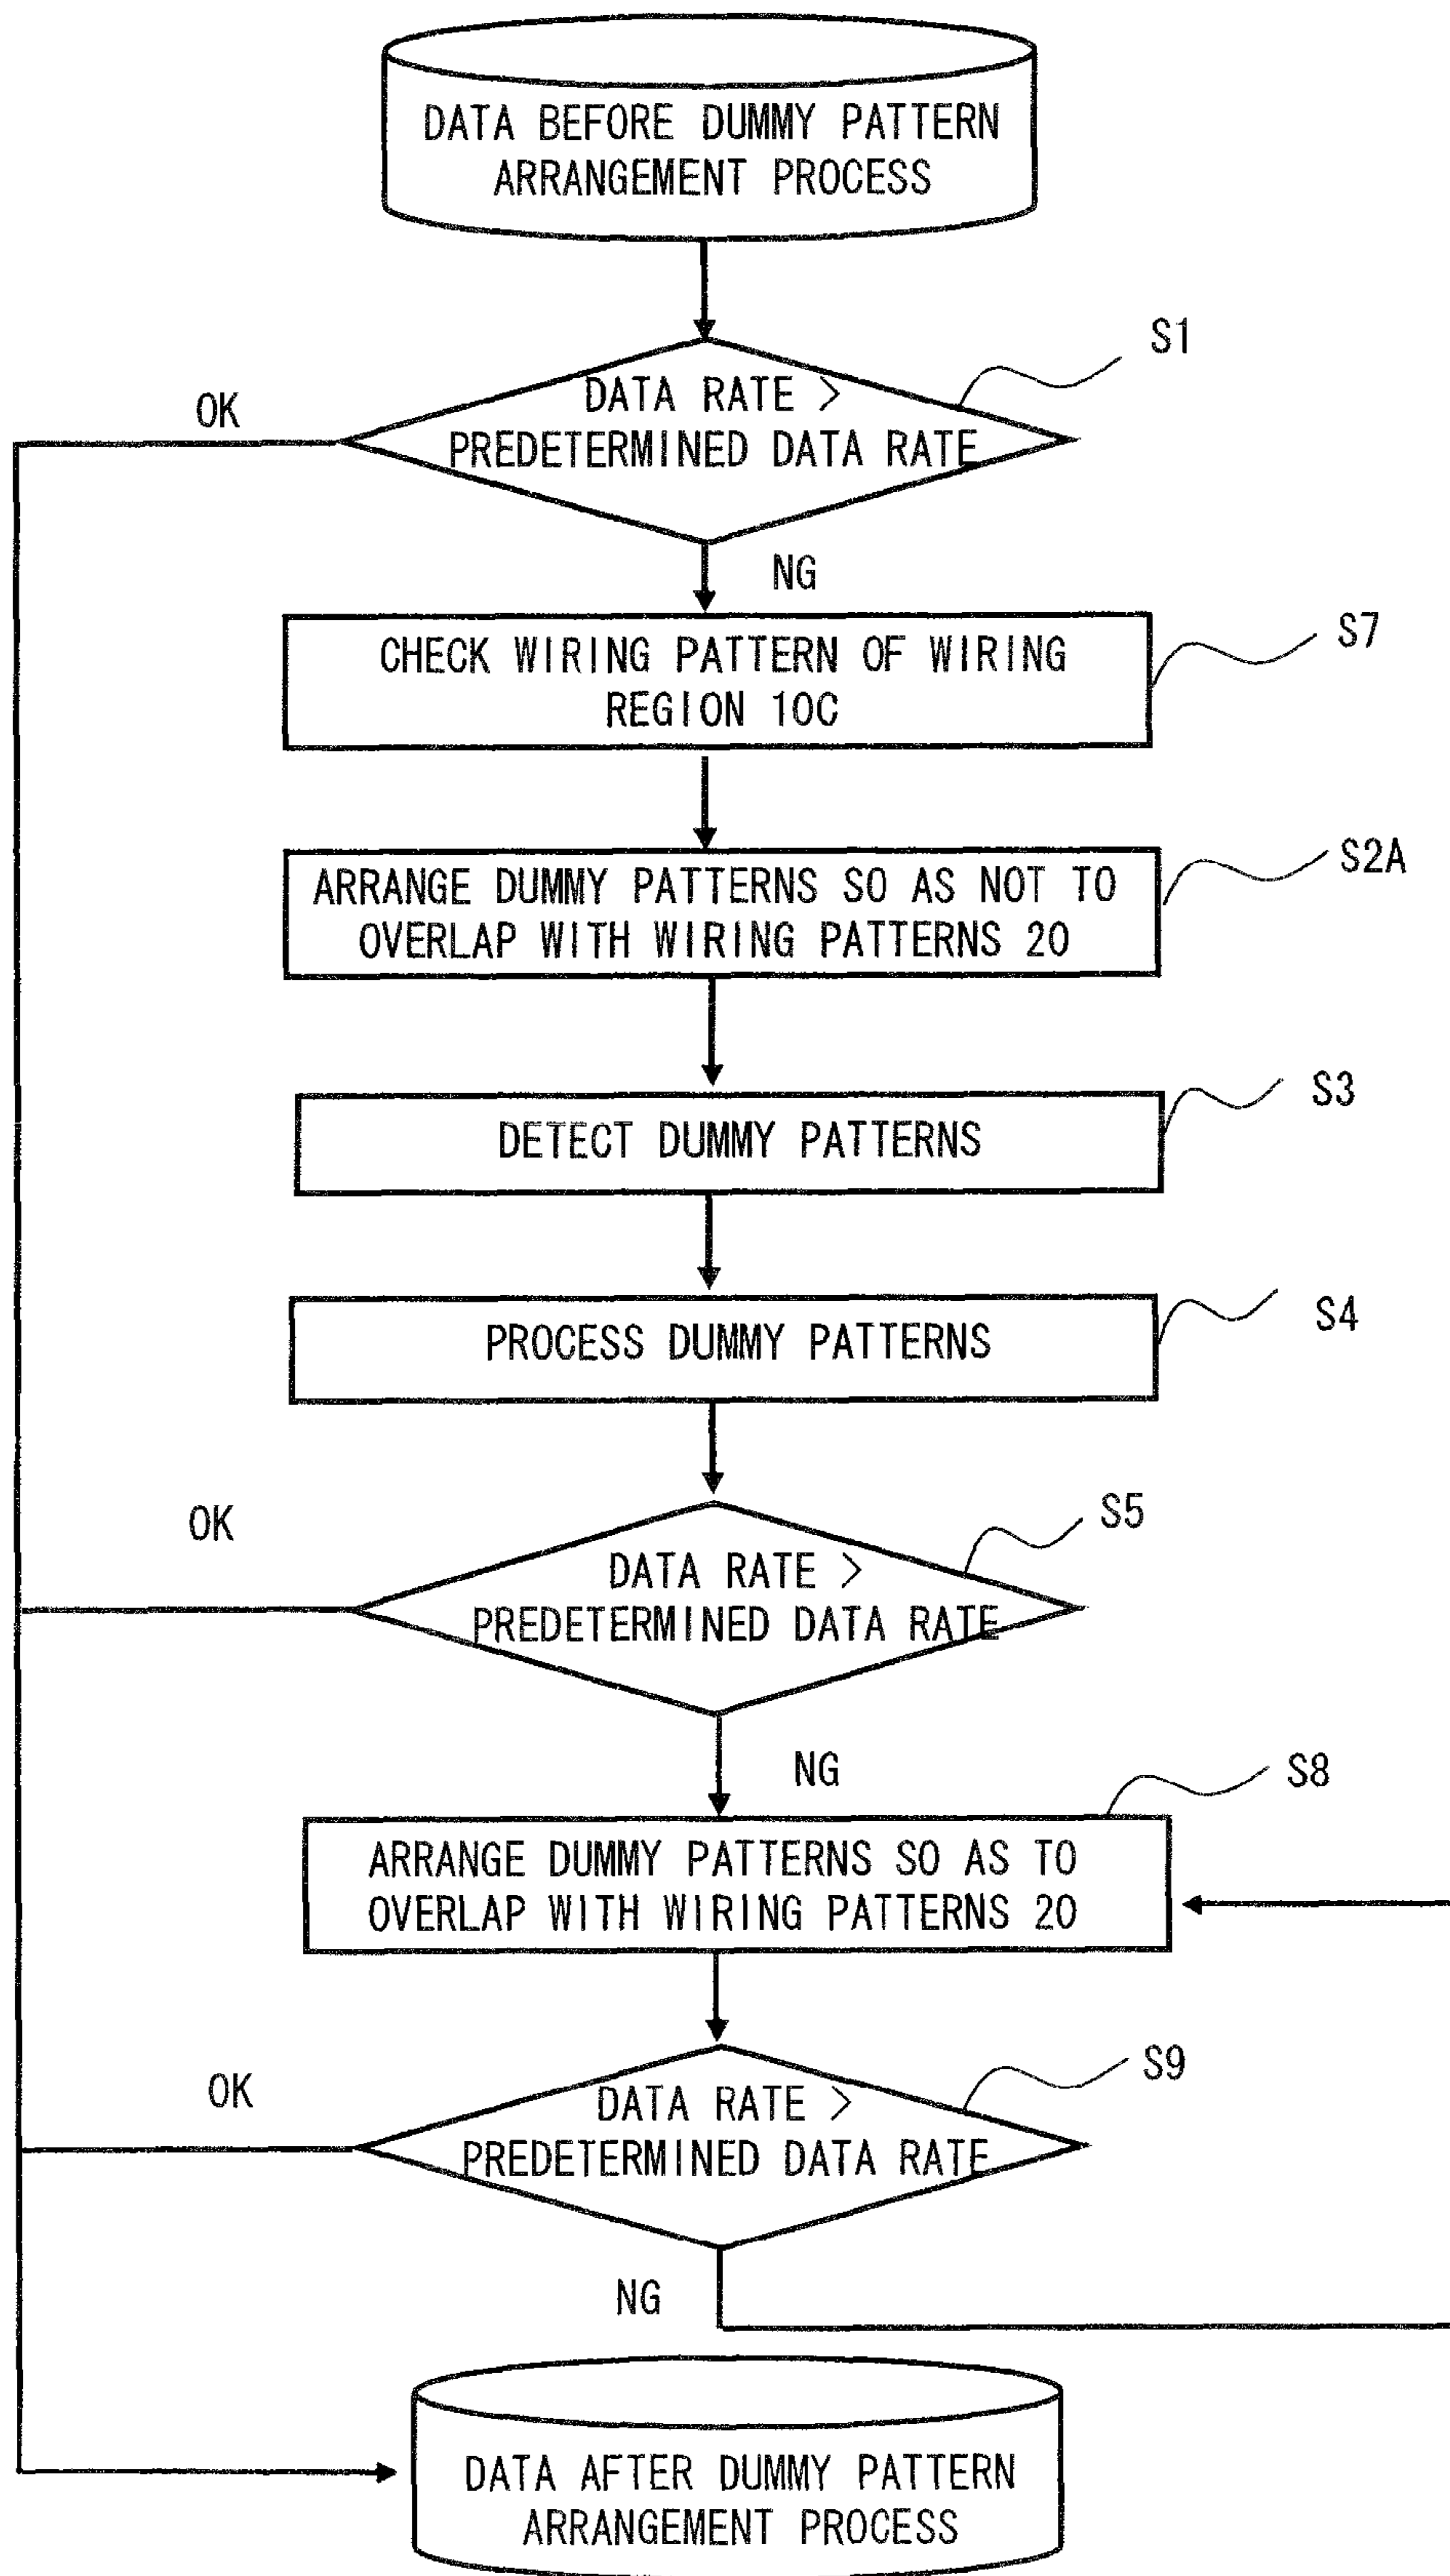 DATA BEFORE DUMMY PATTERN
ARRANGEMENT PROCESS
S1
OK
DATA RATE >
PREDETERMINED DATA RATE
NG
S7
CHECK WIRING PATTERN OF WIRING
REGION 10C
S2A
ARRANGE DUMMY PATTERNS SO AS NOT TO
OVERLAP WITH WIRING PATTERNS 20
S3
DETECT DUMMY PATTERNS
S4
PROCESS DUMMY PATTERNS
S5
OK
DATA RATE >
PREDETERMINED DATA RATE
NG
S8
ARRANGE DUMMY PATTERNS SO AS TO
OVERLAP WITH WIRING PATTERNS 20
S9
OK
DATA RATE >
PREDETERMINED DATA RATE
NG
DATA AFTER DUMMY PATTERN
ARRANGEMENT PROCESS